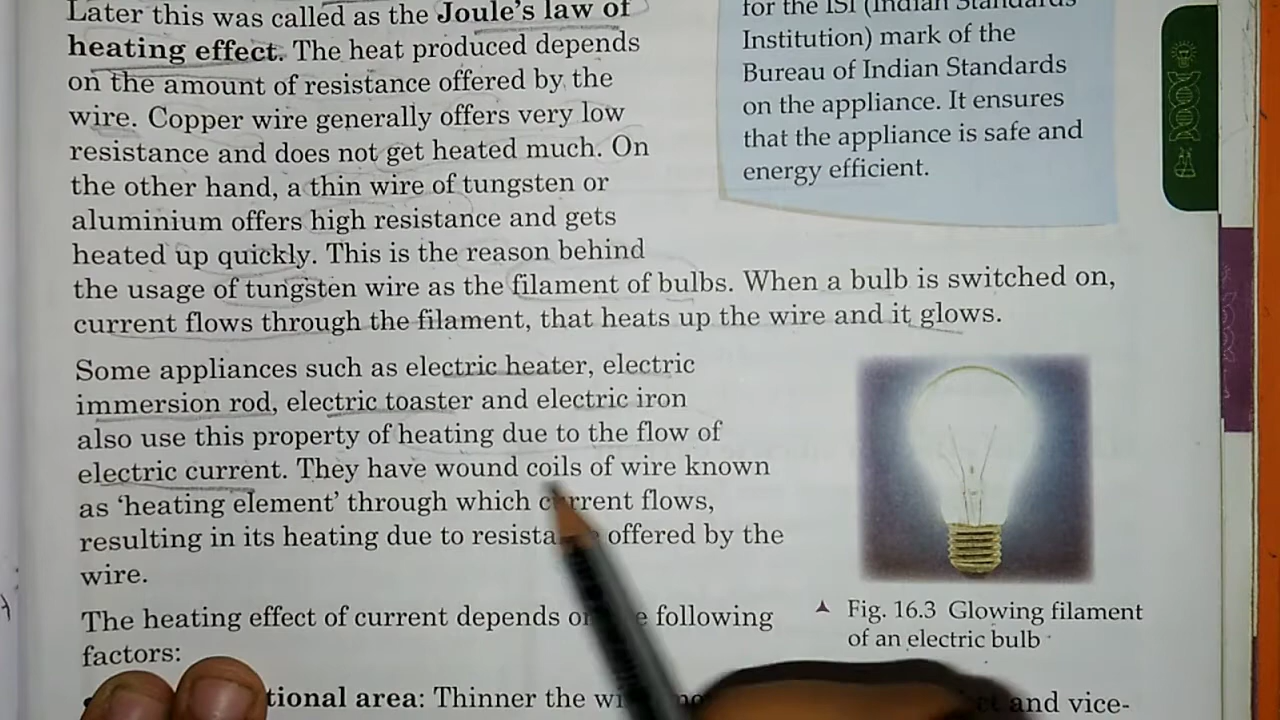 Later this was called as the Joule's law of
heating effect. The heat produced depends
on the amount of resistance offered by the
wire. Copper wire generally offers very low
resistance and does not get heated much. On
the other hand, a thin wire of tungsten or
aluminium offers high resistance and gets
heated up quickly. This is the reason behind
the usage of tungsten wire as the filament of bulbs. When a bulb is switched on,
current flows through the filament, that heats up the wire and it glows.
for the ISI (Indian Standards
Institution) mark of the
Bureau of Indian Standards
on the appliance. It ensures
that the appliance is safe and
energy efficient.
Some appliances such as electric heater, electric
immersion rod, electric toaster and electric iron
also use this property of heating due to the flow of
electric current. They have wound coils of wire known
as 'heating element' through which current flows,
resulting in its heating due to offered by the
wire.
The heating effect of current depends following
factors:
area: Thinner the and vice-
Fig. 16.3 Glowing filament
of an electric bulb